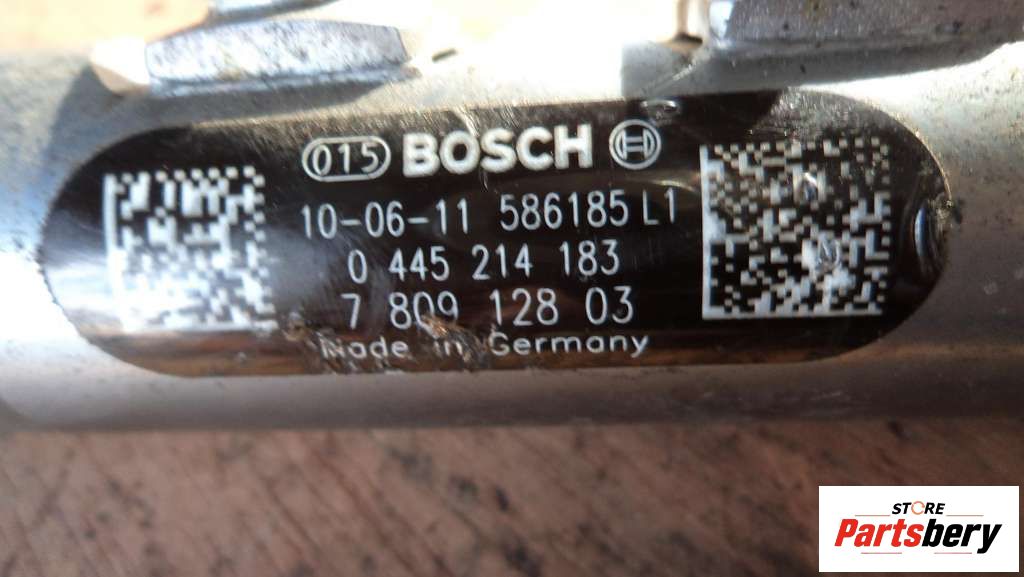 015 BOSCH
10-06-11 586185 L1
0 445 214 183
7 809 128 03
Made in Germany
STORE
Partsbery